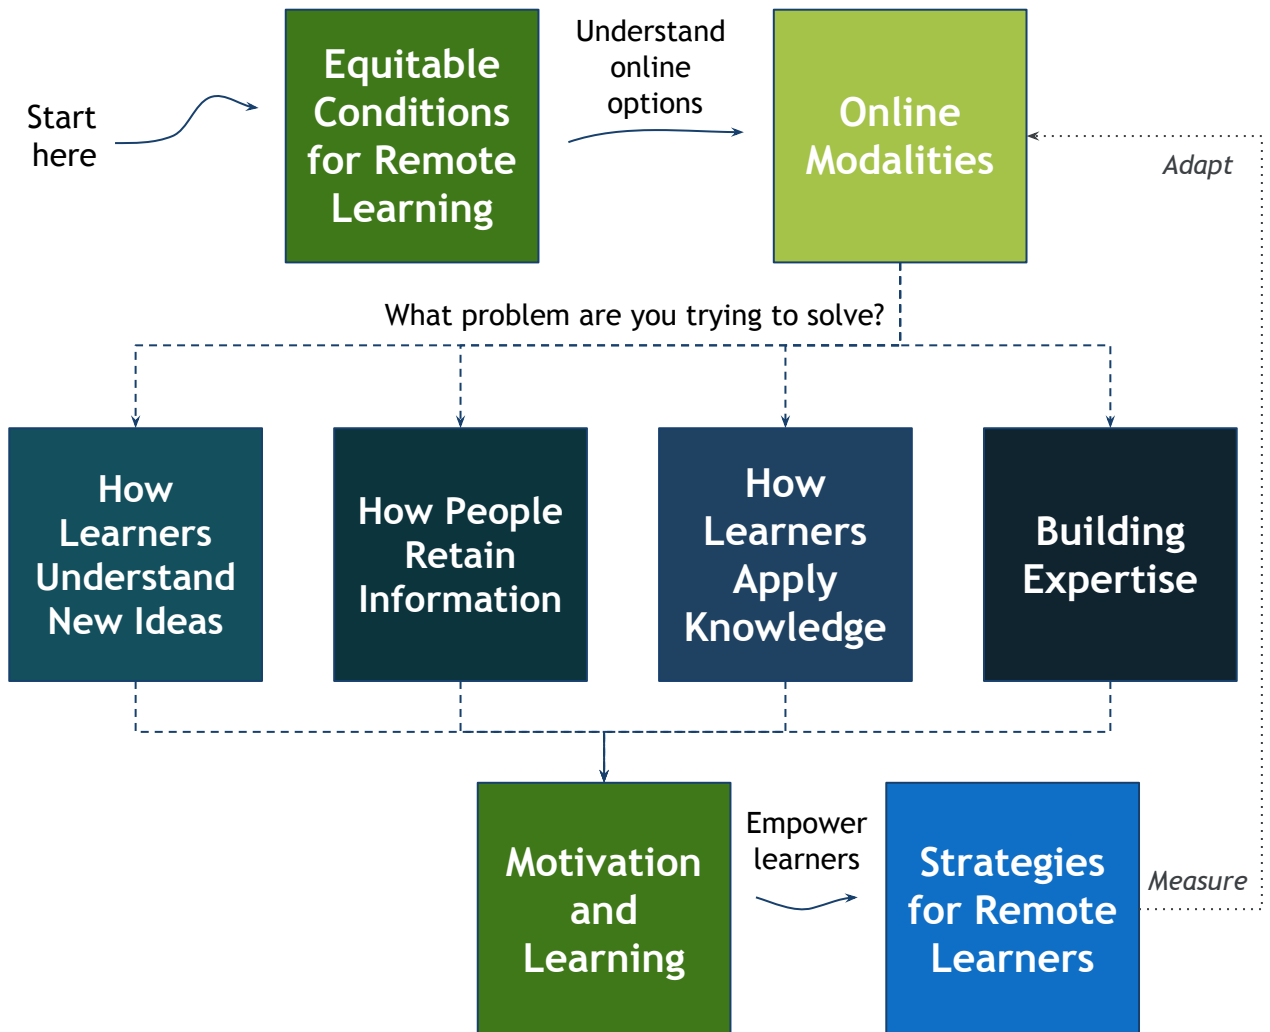 Start
here
Equitable
Conditions
for Remote
Learning
Understand
online
options
Online
Modalities
Adapt
What problem are you trying to solve?
How
Learners
Understand
New Ideas
How People
Retain
Information
How
Learners
Apply
Knowledge
Building
Expertise
Motivation
and
Learning
Empower
learners
Strategies
for Remote
Learners
Measure